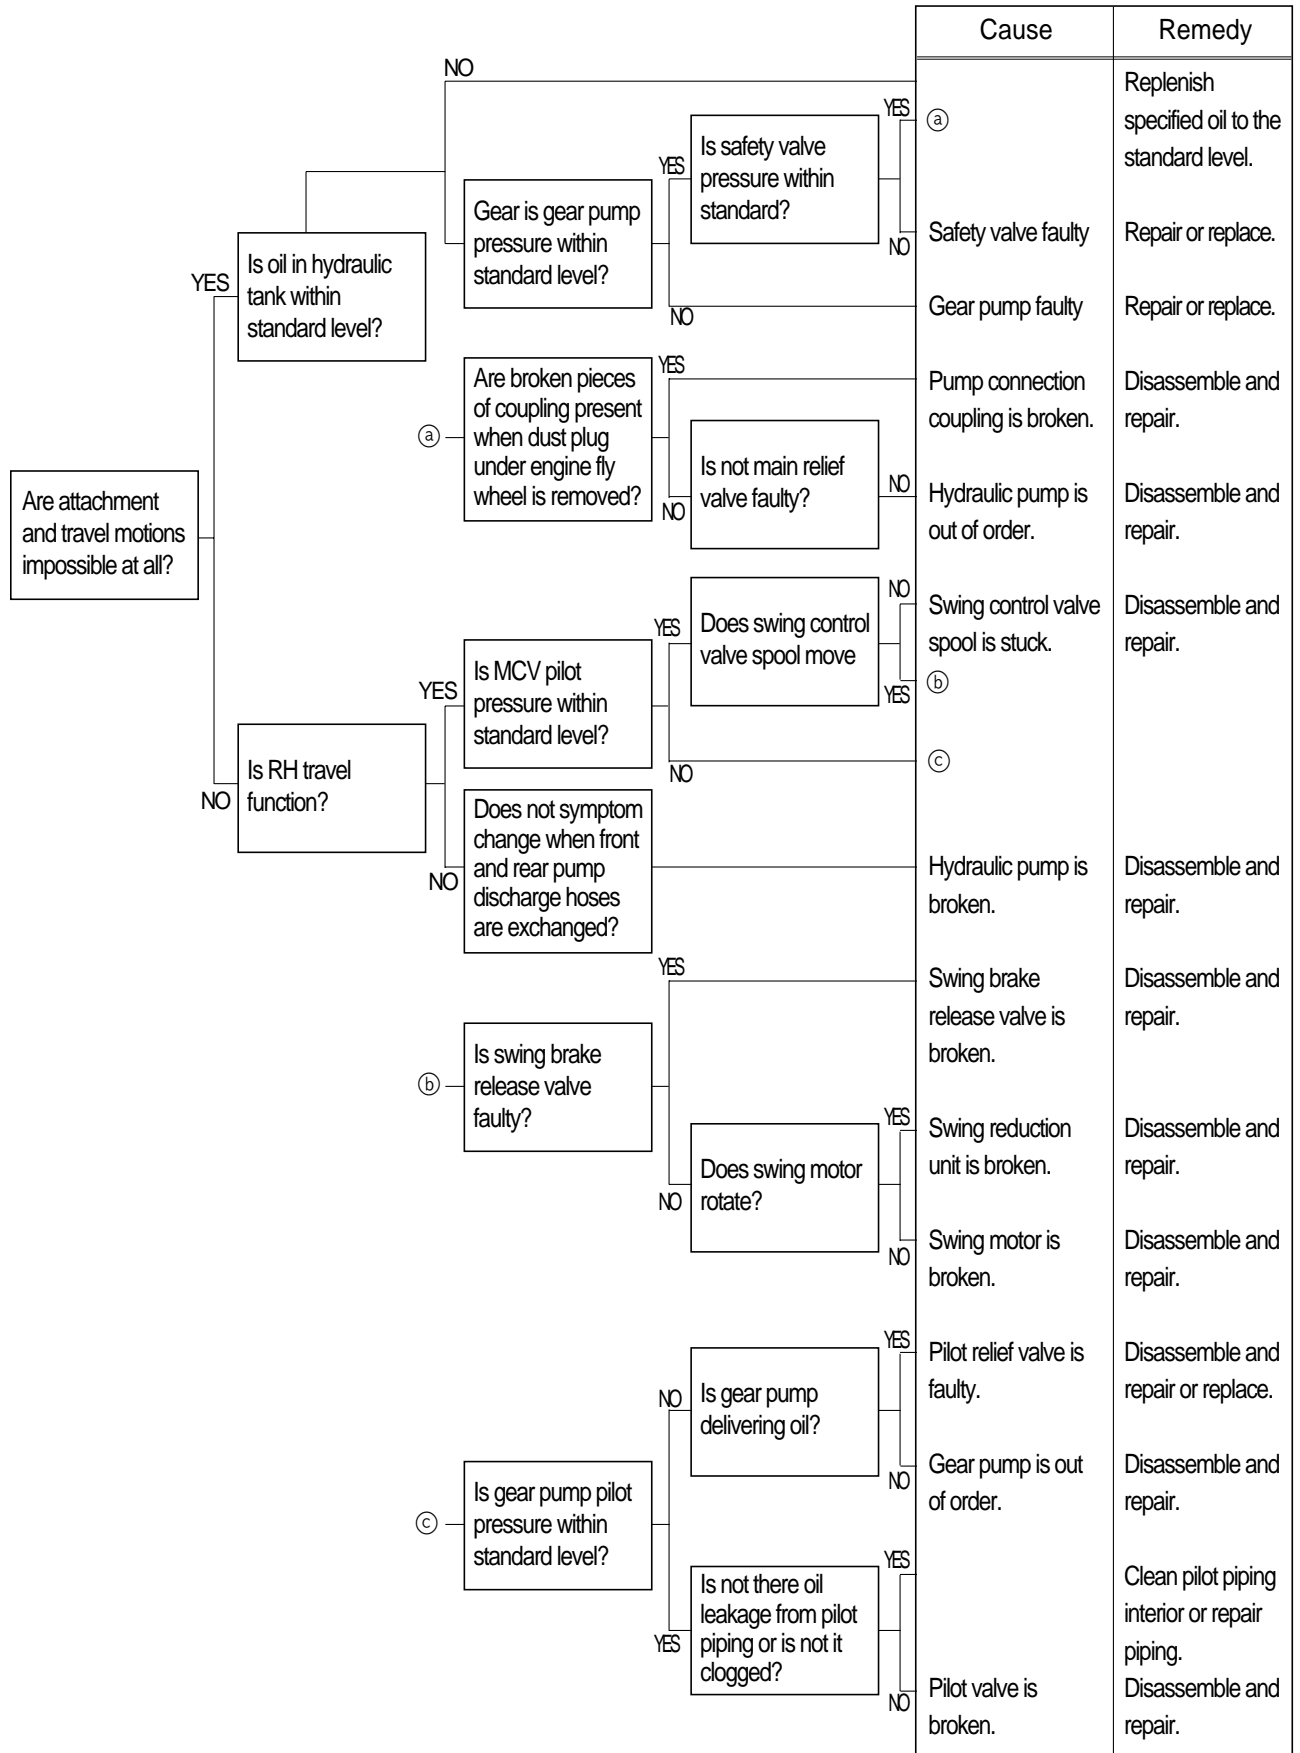 Cause
Remedy
NO
Replenish
specified oil to the
standard level.
YES
ⓐ
Is safety valve
pressure within
standard?
YES
Gear is gear pump
pressure within
standard level?
NO
Safety valve faulty
Repair or replace.
YES
Is oil in hydraulic
tank within
standard level?
NO
Gear pump faulty
Repair or replace.
YES
Pump connection
coupling is broken.
Disassemble and
repair.
ⓐ
Are broken pieces
of coupling present
when dust plug
under engine fly
wheel is removed?
NO
Is not main relief
valve faulty?
NO
Hydraulic pump is
out of order.
Disassemble and
repair.
Are attachment
and travel motions
impossible at all?
NO
Swing control valve
spool is stuck.
Disassemble and
repair.
YES
Does swing control
valve spool move
YES
ⓑ
YES
Is MCV pilot
pressure within
standard level?
NO
ⓒ
NO
Is RH travel
function?
NO
Does not symptom
change when front
and rear pump
discharge hoses
are exchanged?
Hydraulic pump is
broken.
Disassemble and
repair.
YES
Swing brake
release valve is
broken.
Disassemble and
repair.
ⓑ
Is swing brake
release valve
faulty?
YES
Swing reduction
unit is broken.
Disassemble and
repair.
NO
Does swing motor
rotate?
NO
Swing motor is
broken.
Disassemble and
repair.
YES
Pilot relief valve is
faulty.
Disassemble and
repair or replace.
NO
Is gear pump
delivering oil?
NO
Gear pump is out
of order.
Disassemble and
repair.
ⓒ
Is gear pump pilot
pressure within
standard level?
YES
Clean pilot piping
interior or repair
piping.
YES
Is not there oil
leakage from pilot
piping or is not it
clogged?
NO
Pilot valve is
broken.
Disassemble and
repair.